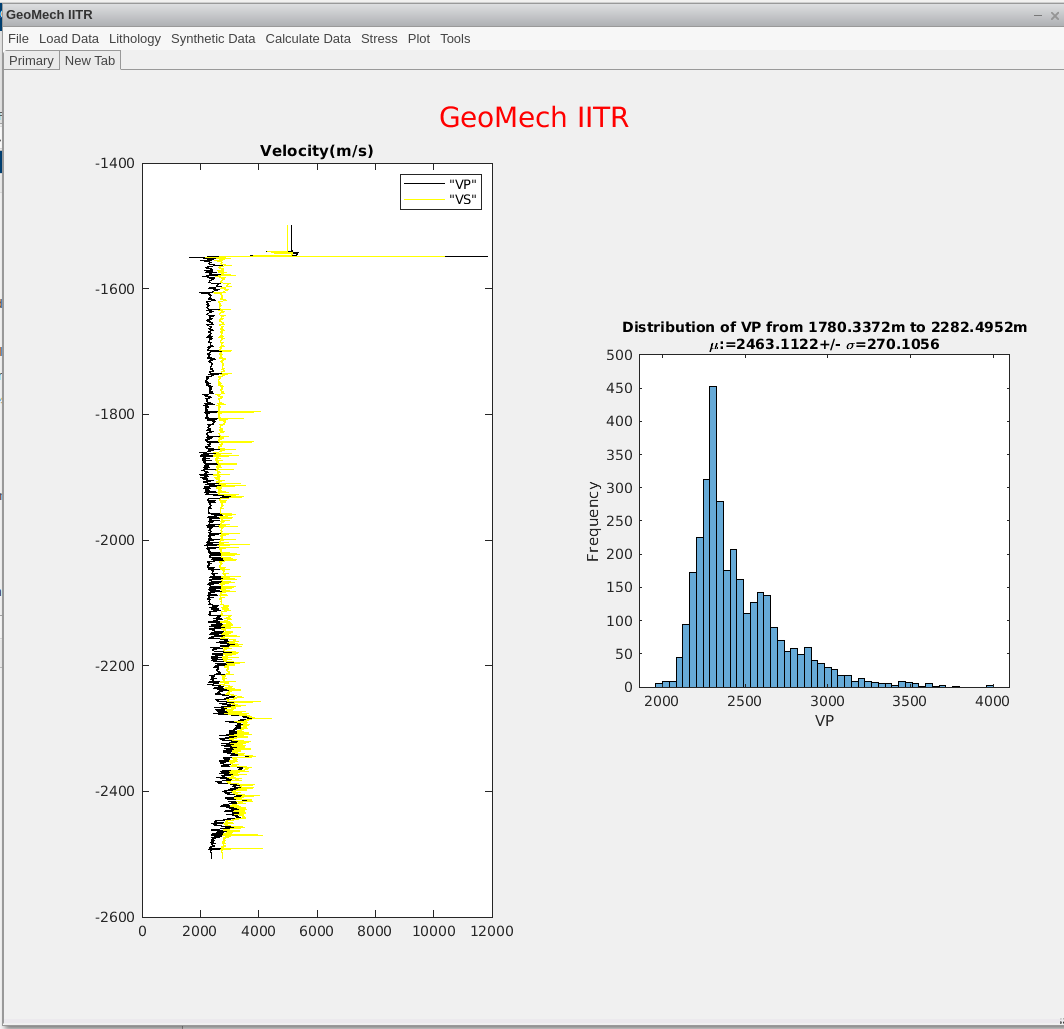 GeoMech IITR
File Load Data Lithology Synthetic Data Calculate Data Stress Plot Tools
Primary New Tab
GeoMech IITR
Velocity(m/s)
-1400
-1600
-1800
-2000
-2200
-2400
-2600
0 2000 4000 6000 8000 10000 12000
"VP"
"VS"
Distribution of VP from 1780.3372m to 2282.4952m
μ:=2463.1122+/- σ=270.1056
500
450
400
350
300
250
200
150
100
50
0
Frequency
2000 2500 3000 3500 4000
VP